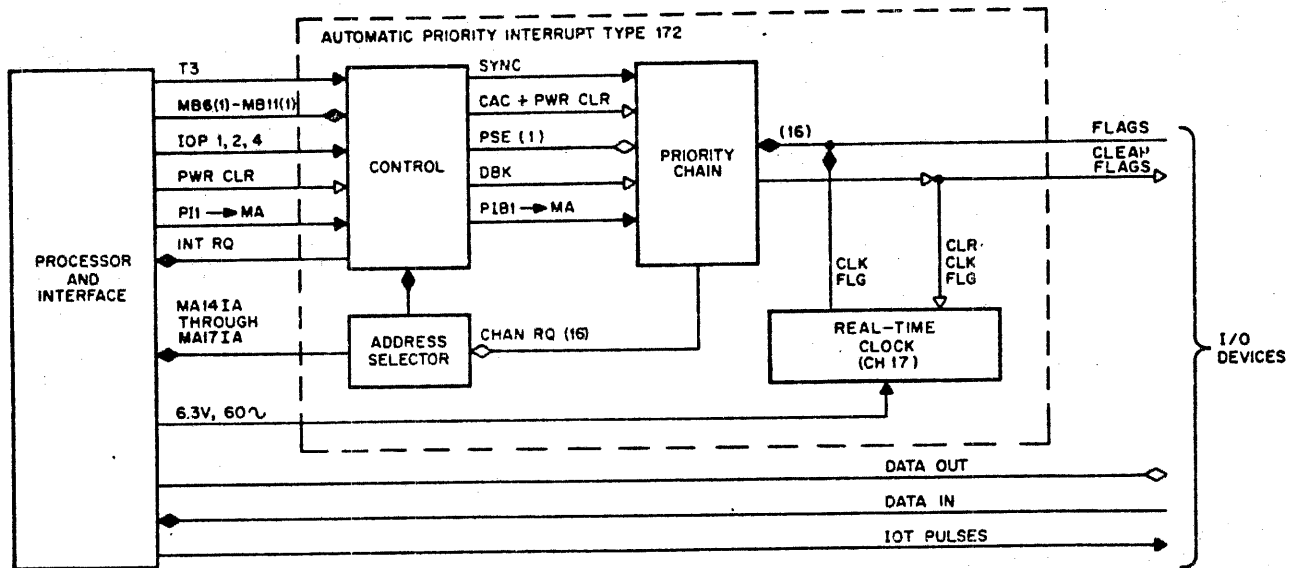 AUTOMATIC PRIORITY INTERRUPT TYPE 172
T3
MB6(1)-MB11(1)
IOP 1, 2, 4
PWR CLR
PI1 → MA
INT RQ
PROCESSOR
AND
INTERFACE
MA14IA
THROUGH
MA17IA
6.3V, 60~
CONTROL
ADDRESS
SELECTOR
SYNC
CAC + PWR CLR
PSE (1)
DBK
PIB1 → MA
CHAN RQ (16)
PRIORITY
CHAIN
(16)
FLAGS
CLEAR
FLAGS
CLK
FLG
CLR
CLK
FLG
REAL-TIME
CLOCK
(CH 17)
I/O
DEVICES
DATA OUT
DATA IN
IOT PULSES